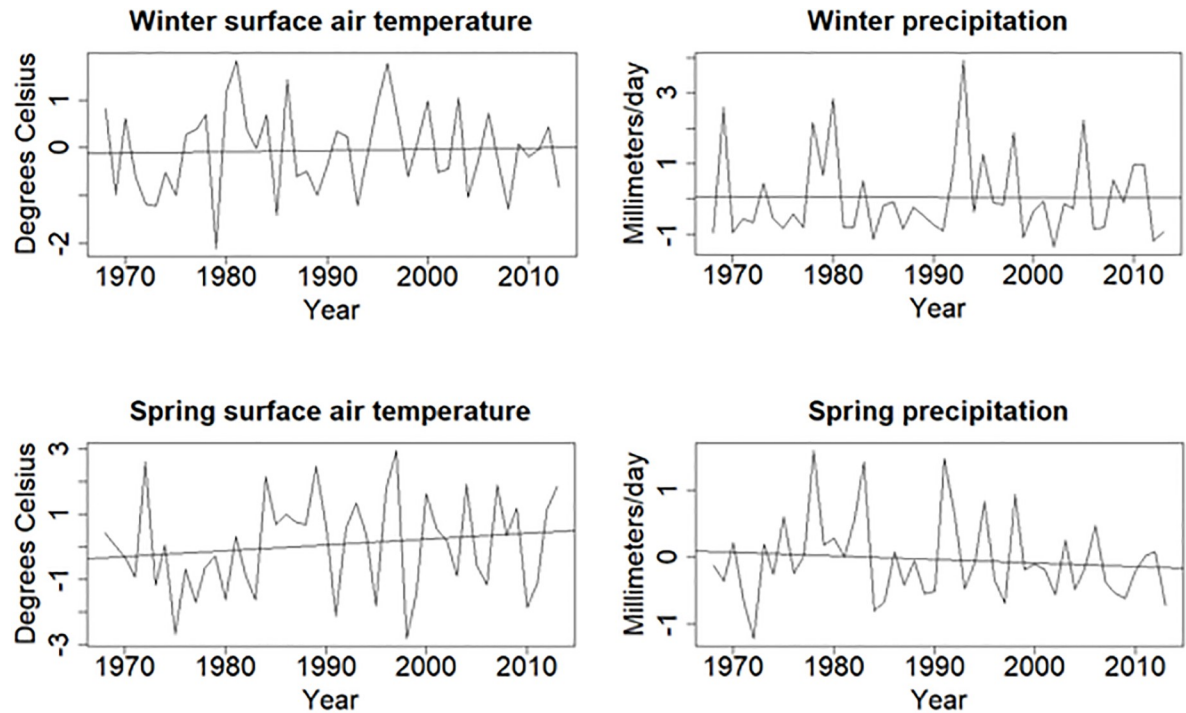 Winter surface air temperature
Winter precipitation
Degrees Celsius
1
0
-2
1970 1980 1990 2000 2010
Year
Millimeters/day
3
1
-1
1970 1980 1990 2000 2010
Year
Spring surface air temperature
Spring precipitation
Degrees Celsius
3
1
-1
-3
1970 1980 1990 2000 2010
Year
Millimeters/day
1
0
-1
1970 1980 1990 2000 2010
Year